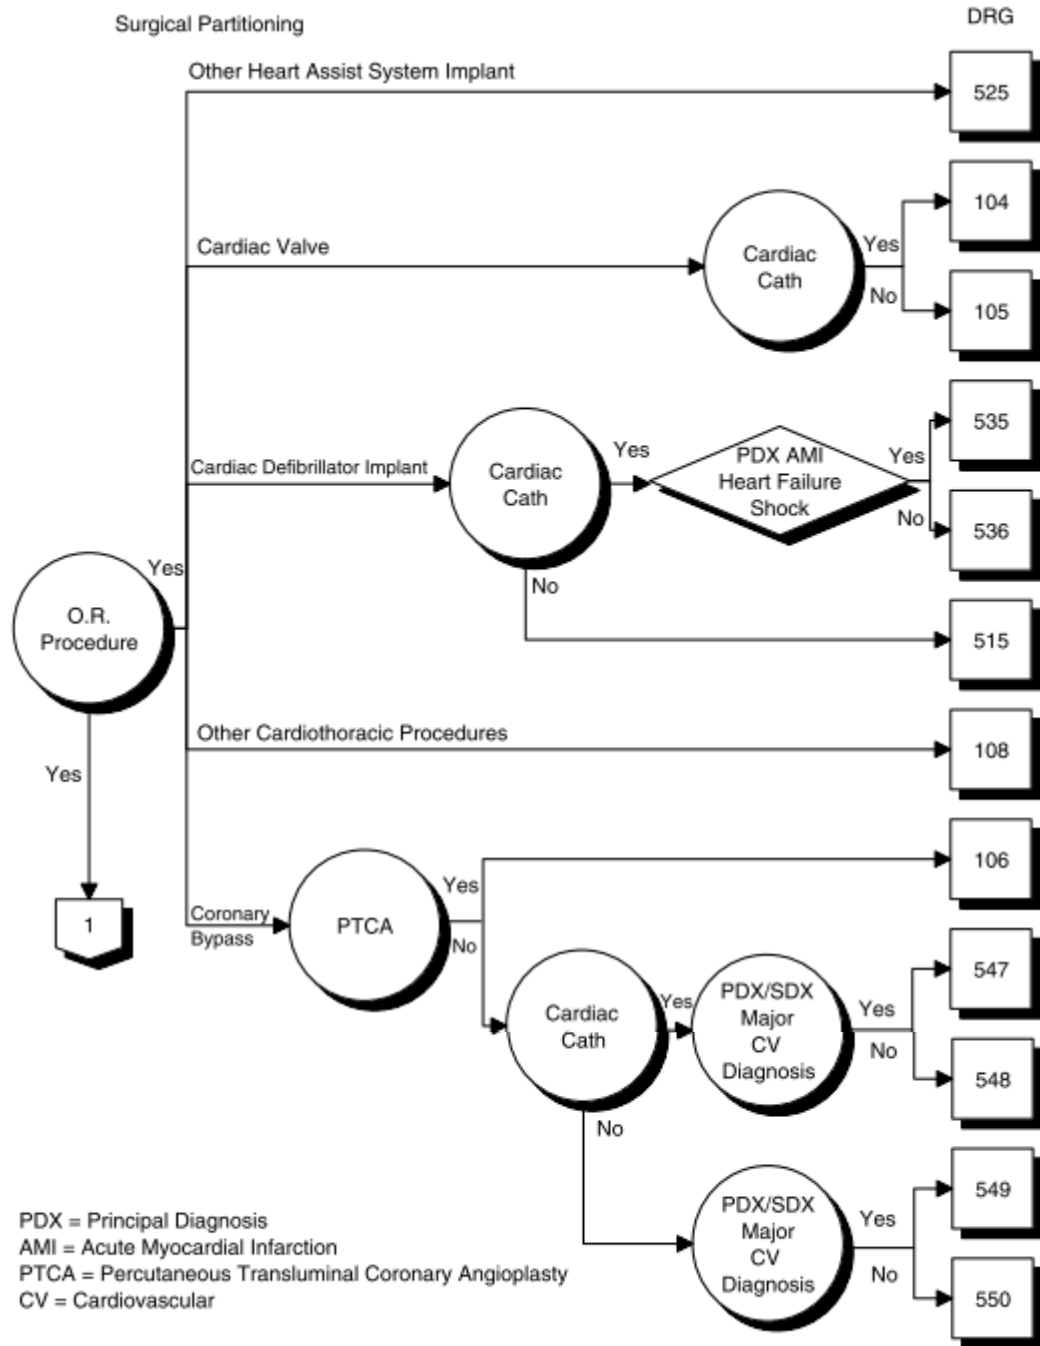 Surgical Partitioning
DRG
Other Heart Assist System Implant
525
Cardiac Valve
Cardiac
Cath
Yes
No
104
105
Cardiac Defibrillator Implant
Cardiac
Cath
Yes
No
PDX AMI
Heart Failure
Shock
Yes
No
535
536
515
O.R.
Procedure
Yes
Yes
1
Other Cardiothoracic Procedures
108
Coronary
Bypass
PTCA
Yes
No
106
Cardiac
Cath
Yes
No
PDX/SDX
Major
CV
Diagnosis
Yes
No
547
548
PDX/SDX
Major
CV
Diagnosis
Yes
No
549
550
PDX = Principal Diagnosis
AMI = Acute Myocardial Infarction
PTCA = Percutaneous Transluminal Coronary Angioplasty
CV = Cardiovascular